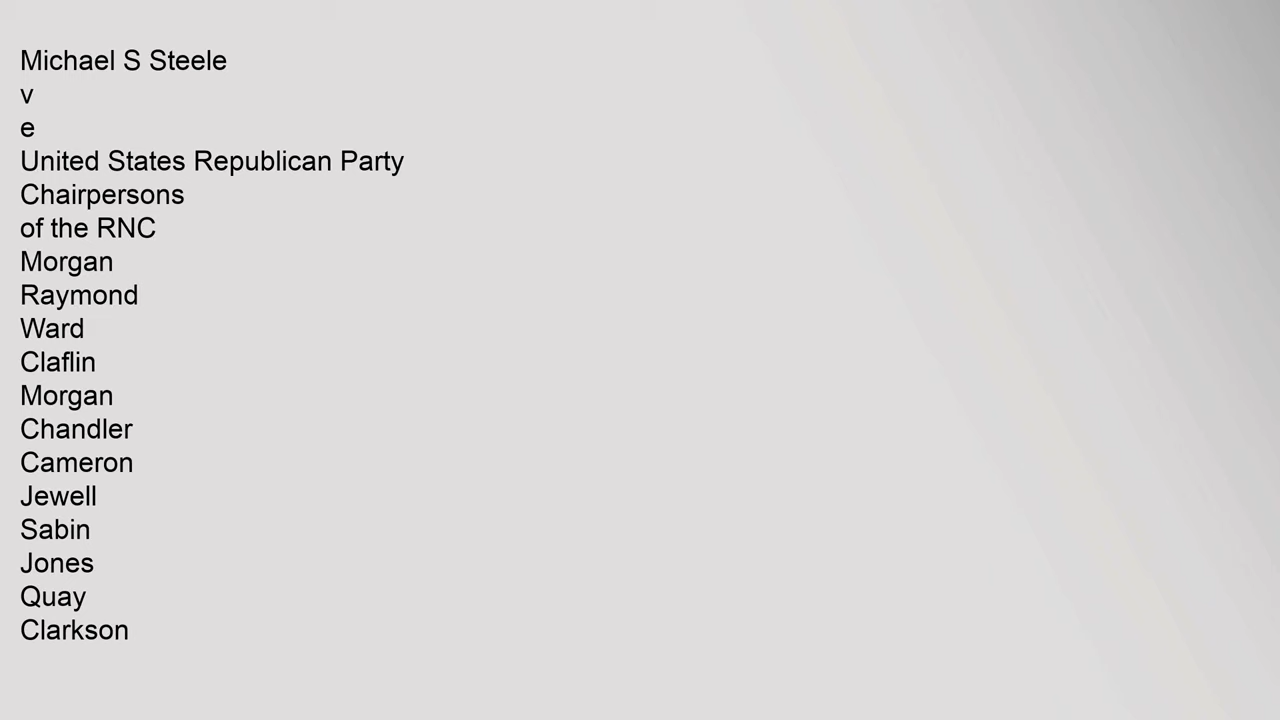 Michael S Steele
v
e
United States Republican Party
Chairpersons
of the RNC
Morgan
Raymond
Ward
Claflin
Morgan
Chandler
Cameron
Jewell
Sabin
Jones
Quay
Clarkson